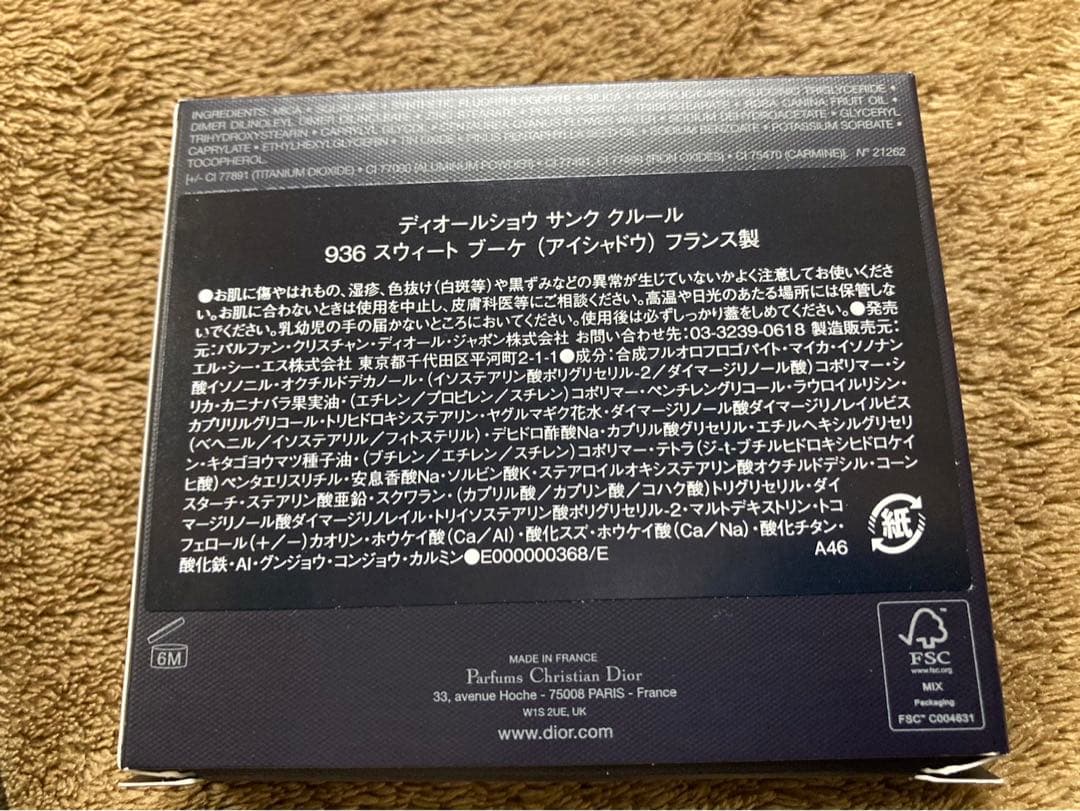 INGREDIENTS: MICA • SYNTHETIC FLUORPHLOGOPITE • TRIGLYCERIDE •
DIMER DILINOLEYL DIMER DILINOLEATE • ROSA CANINA FRUIT OIL •
TRIHYDROXYSTEARIN • CAPRYLYL GLYCOL DEHYDROACETATE • GLYCERYL
CAPRYLATE • ETHYLHEXYLGLYCERIN • TIN BENZOATE • POTASSIUM SORBATE •
TOCOPHEROL.
[+/- CI 77891 (TITANIUM DIOXIDE) • CI 77000 (ALUMINUM POWDER) • CI 77491, CI 77499 (IRON OXIDES) • CI 75470 (CARMINE)]. N° 21262
ディオールショウ サンク クルール
936 スウィート ブーケ (アイシャドウ) フランス製
●お肌に傷やはれもの、湿疹、色抜け(白斑等)や黒ずみなどの異常が生じていないかよく注意してお使いくださ
い。お肌に合わないときは使用を中止し、皮膚科医等にご相談ください。高温や日光のあたる場所には保管しな
いでください。乳幼児の手の届かないところにおいてください。使用後は必ずしっかり蓋をしめてください。●発売
元:パルファン・クリスチャン・ディオール・ジャポン株式会社 お問い合わせ先:03-3239-0618 製造販売元:
エル・シー・エス株式会社 東京都千代田区平河町2-1-1●成分:合成フルオロフロゴパイト・マイカ・イソノナン
酸イソノニル・オクチルドデカノール・(イソステアリン酸ポリグリセリル-2/ダイマージリノール酸)コポリマー・シ
リカ・カニナバラ果実油・(エチレン/プロピレン/スチレン)コポリマー・ペンチレングリコール・ラウロイルリシン・
カプリリルグリコール・トリヒドロキシステアリン・ヤグルマギク花水・ダイマージリノール酸ダイマージリノレイルビス
(ベヘニル/イソステアリル/フィトステリル)・デヒドロ酢酸Na・カプリル酸グリセリル・エチルヘキシルグリセリ
ン・キタゴヨウマツ種子油・(ブチレン/エチレン/スチレン)コポリマー・テトラ(ジ-t-ブチルヒドロキシヒドロケイ
ヒ酸)ペンタエリスリチル・安息香酸Na・ソルビン酸K・ステアロイルオキシステアリン酸オクチルドデシル・コーン
スターチ・ステアリン酸亜鉛・スクワラン・(カプリル酸/カプリン酸/コハク酸)トリグリセリル・ダイ
マージリノール酸ダイマージリノレイル・トリイソステアリン酸ポリグリセリル-2・マルトデキストリン・トコ
フェロール(+/-)カオリン・ホウケイ酸(Ca/Al)・酸化スズ・ホウケイ酸(Ca/Na)・酸化チタン・
酸化鉄・Al・グンジョウ・コンジョウ・カルミン●E000000368/E
A46
紙
6M
MADE IN FRANCE
Parfums Christian Dior
33, avenue Hoche - 75008 PARIS - France
W1S 2UE, UK
www.dior.com
FSC
www.fsc.org
MIX
Packaging
FSC™ C004831